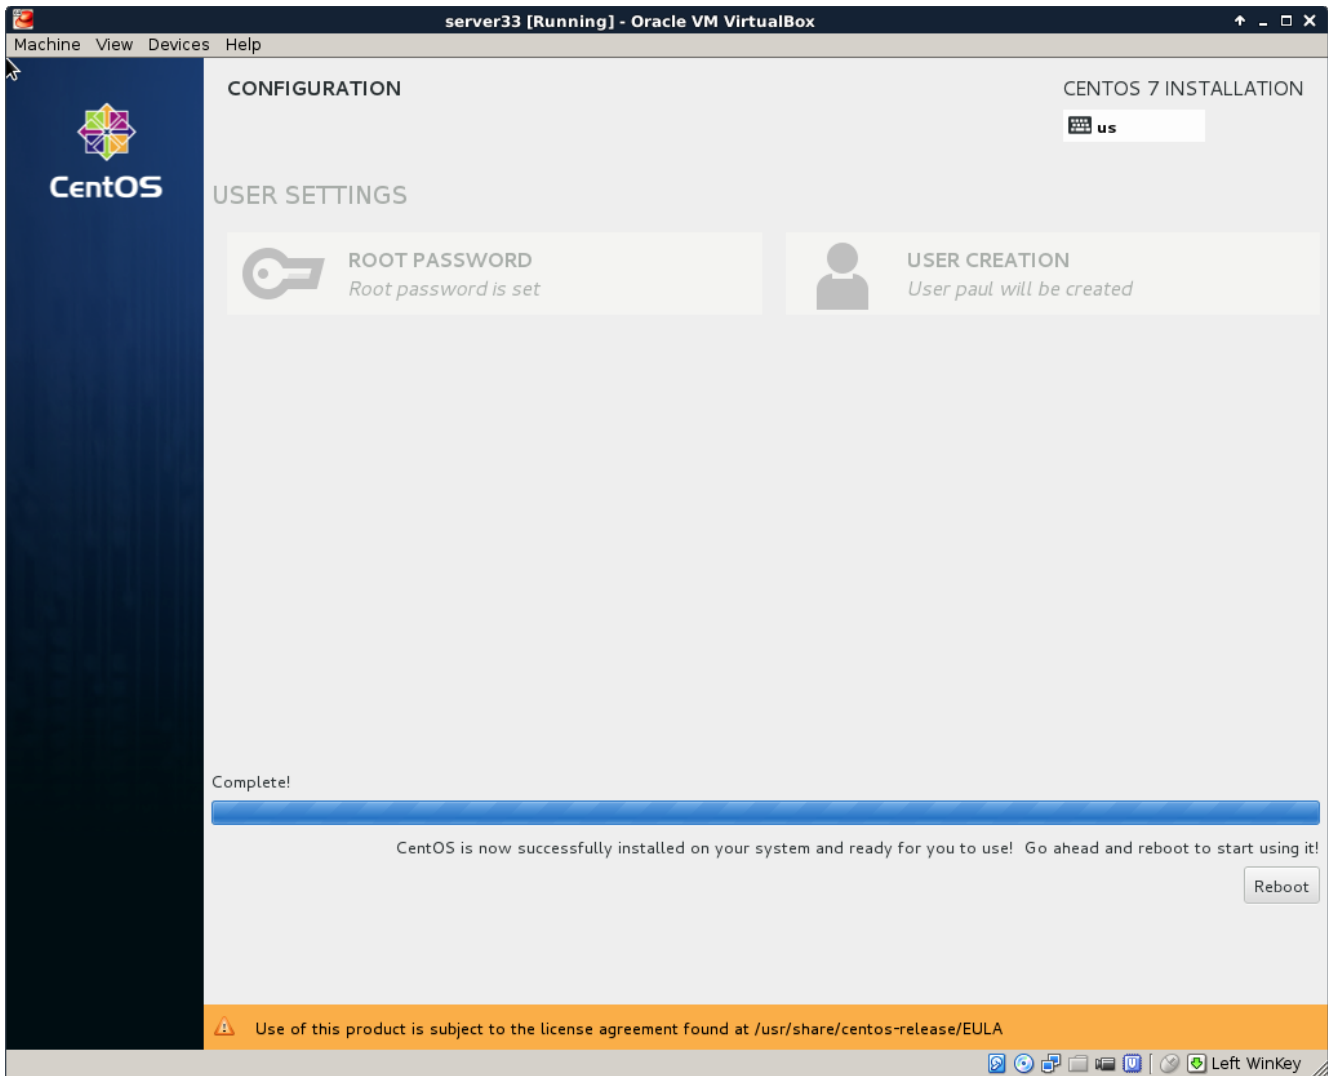 server33 [Running] - Oracle VM VirtualBox
Machine View Devices Help
CONFIGURATION
CENTOS 7 INSTALLATION
us
CentOS
USER SETTINGS
ROOT PASSWORD
Root password is set
USER CREATION
User paul will be created
Complete!
CentOS is now successfully installed on your system and ready for you to use! Go ahead and reboot to start using it!
Reboot
Use of this product is subject to the license agreement found at /usr/share/centos-release/EULA
Left WinKey